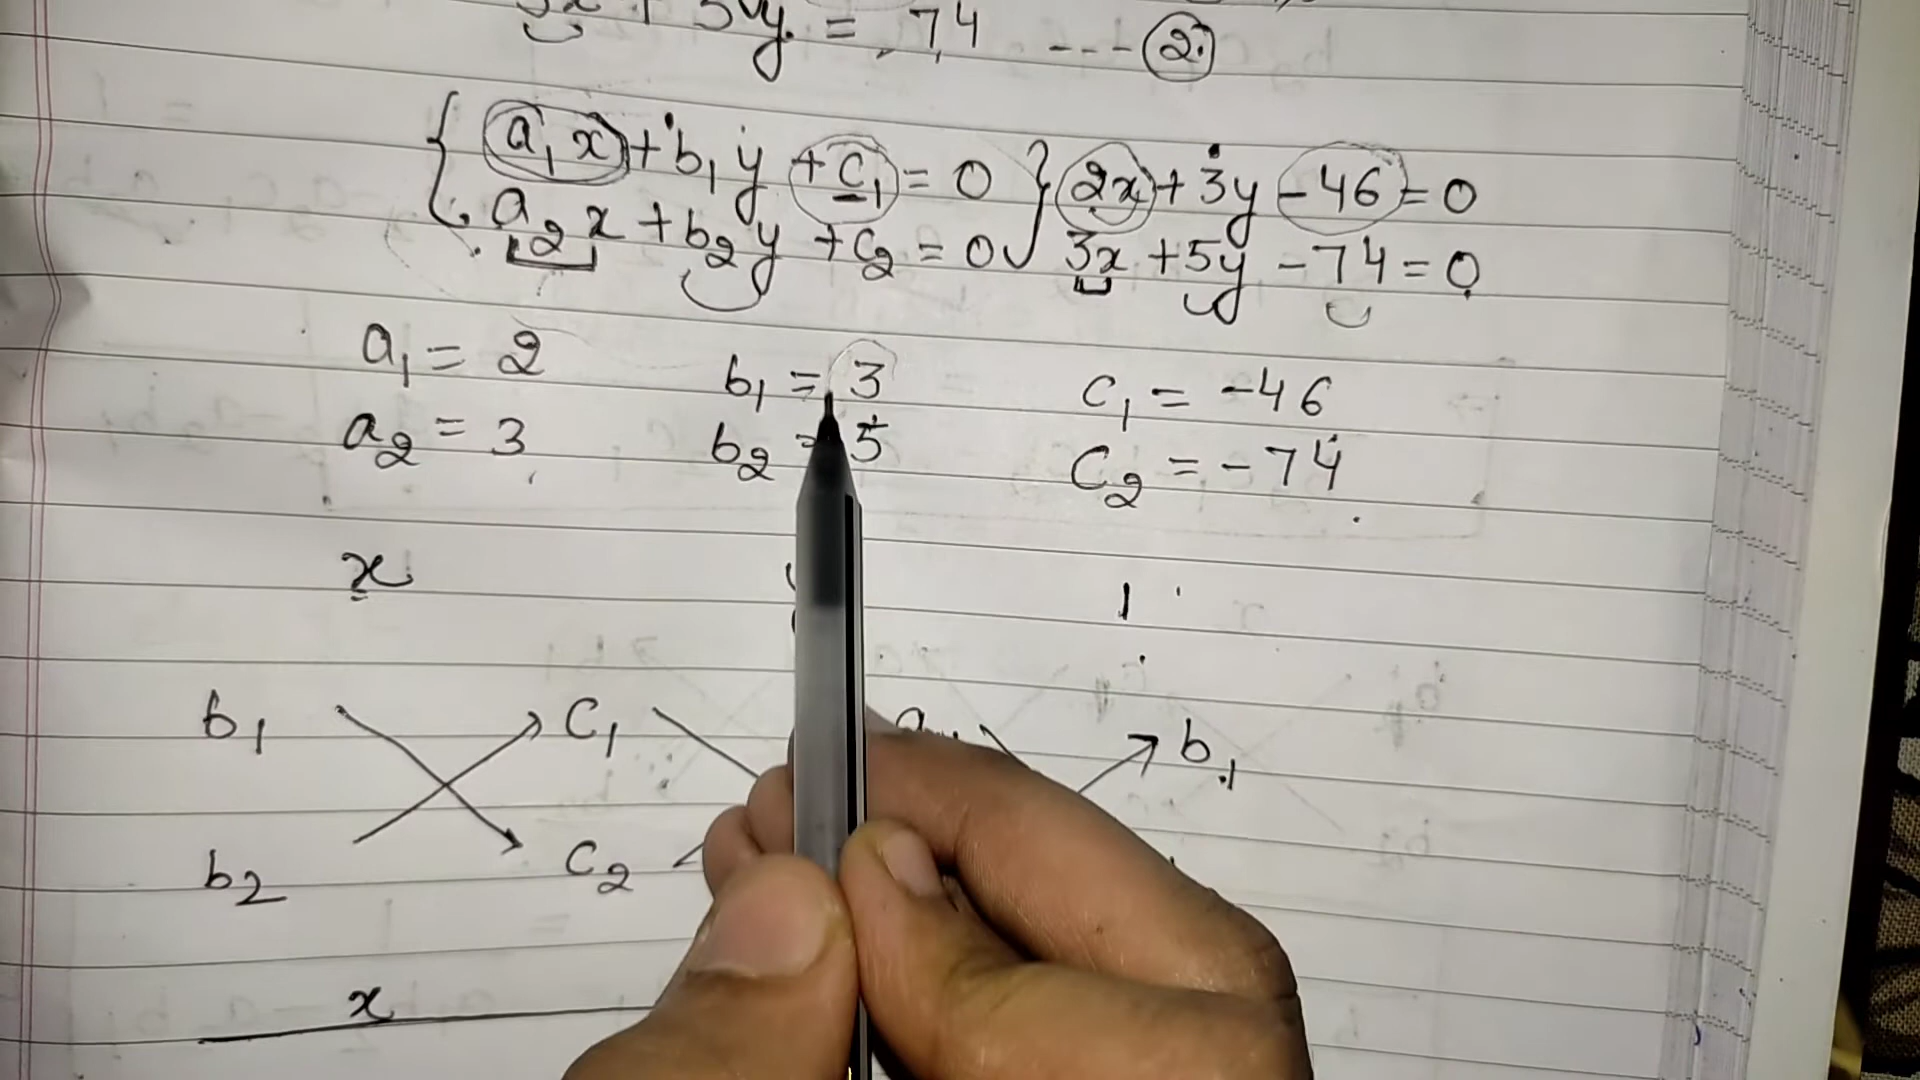 3x + 5y = 74 ---- ②
{ a₁x + b₁y + c₁ = 0 } 2x + 3y - 46 = 0
a₂x + b₂y + c₂ = 0 3x + 5y - 74 = 0
a₁ = 2 b₁ = 3 c₁ = -46
a₂ = 3 b₂ = 5 c₂ = -74
x 1
b₁ c₁ a₁ b₁
b₂ c₂
x